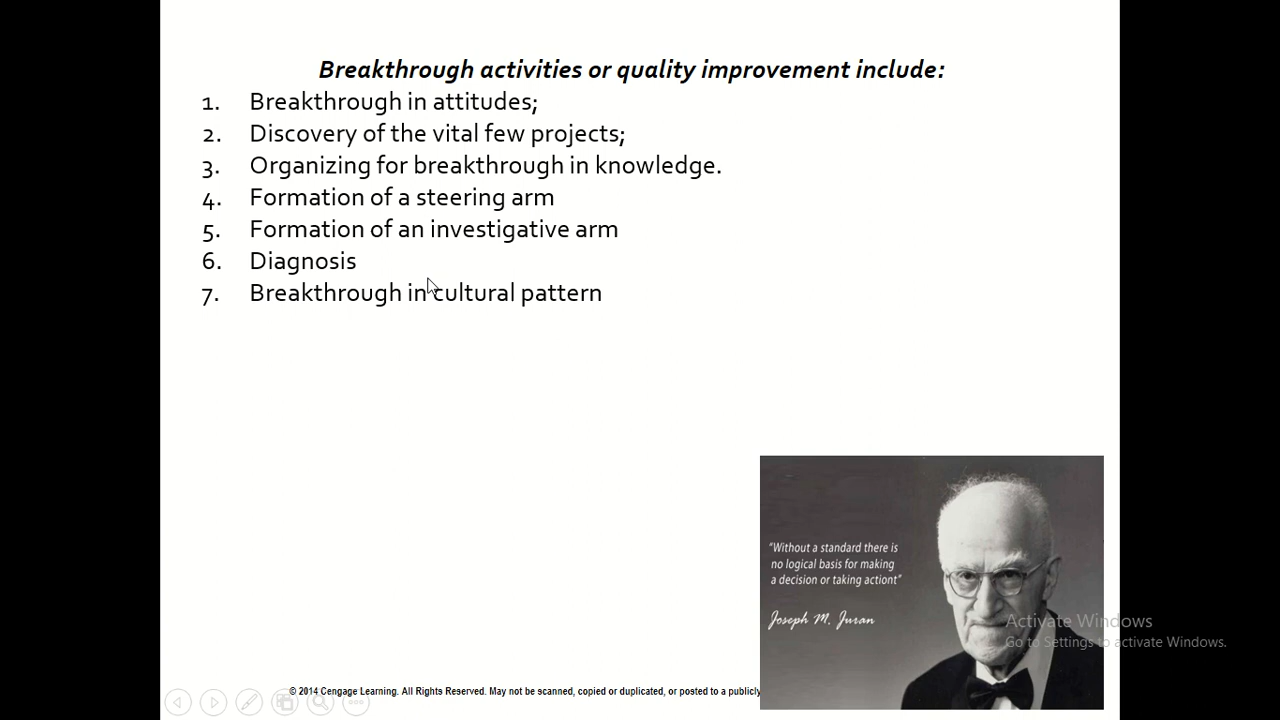 Breakthrough activities or quality improvement include:
1. Breakthrough in attitudes;
2. Discovery of the vital few projects;
3. Organizing for breakthrough in knowledge.
4. Formation of a steering arm
5. Formation of an investigative arm
6. Diagnosis
7. Breakthrough in cultural pattern
"Without a standard there is
no logical basis for making
a decision or taking actiont"
Joseph M. Juran
Activate Windows
Go to Settings to activate Windows.
© 2014 Cengage Learning. All Rights Reserved. May not be scanned, copied or duplicated, or posted to a publicly